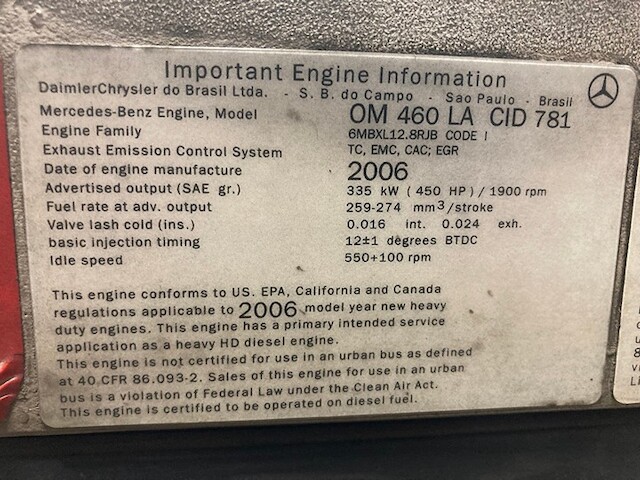 Important Engine Information
DaimlerChrysler do Brasil Ltda. - S. B. do Campo - Sao Paulo - Brasil
Mercedes-Benz Engine, Model OM 460 LA CID 781
Engine Family 6MBXL12.8RJB CODE I
Exhaust Emission Control System TC, EMC, CAC; EGR
Date of engine manufacture 2006
Advertised output (SAE gr.) 335 kW (450 HP) / 1900 rpm
Fuel rate at adv. output 259-274 mm³/stroke
Valve lash cold (ins.) 0.016 int. 0.024 exh.
basic injection timing 12±1 degrees BTDC
Idle speed 550+100 rpm
This engine conforms to US. EPA, California and Canada
regulations applicable to 2006 model year new heavy
duty engines. This engine has a primary intended service
application as a heavy HD diesel engine.
This engine is not certified for use in an urban bus as defined
at 40 CFR 86.093-2. Sales of this engine for use in an urban
bus is a violation of Federal Law under the Clean Air Act.
This engine is certified to be operated on diesel fuel.